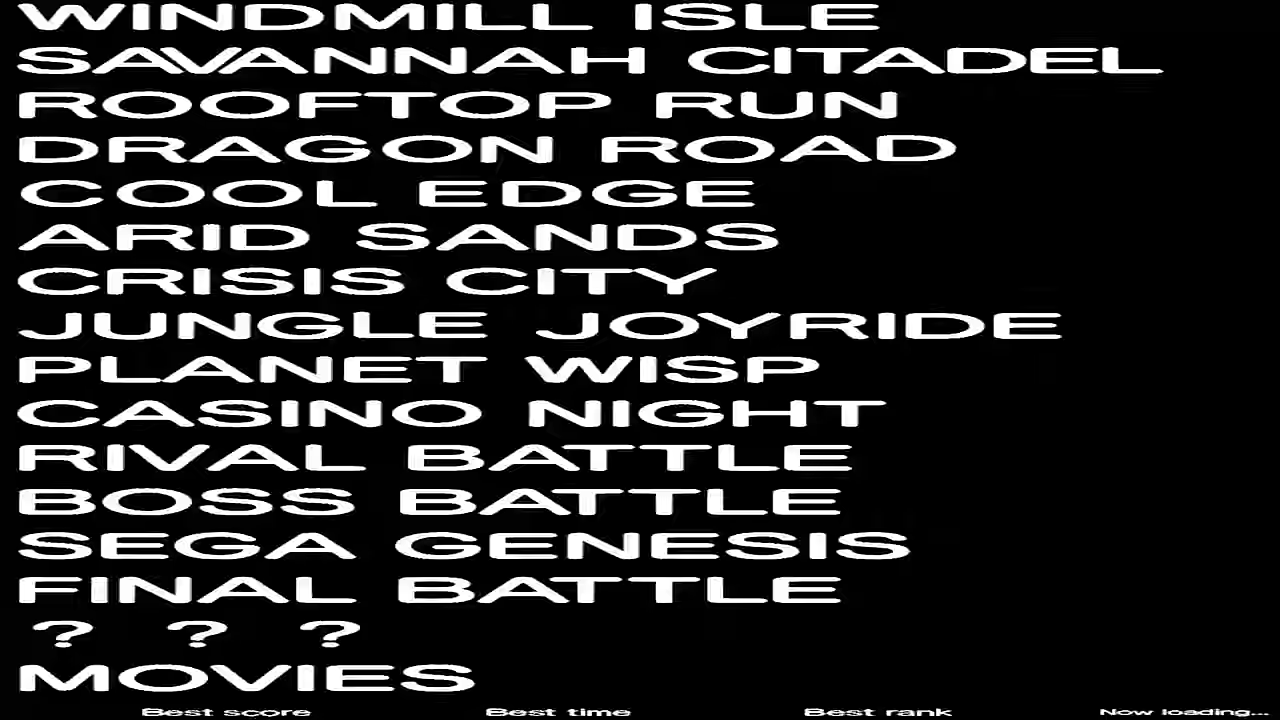 WINDMILL ISLE
SAVANNAH CITADEL
ROOFTOP RUN
DRAGON ROAD
COOL EDGE
ARID SANDS
CRISIS CITY
JUNGLE JOYRIDE
PLANET WISP
CASINO NIGHT
RIVAL BATTLE
BOSS BATTLE
SEGA GENESIS
FINAL BATTLE
? ? ?
MOVIES
Best score Best time Best rank Now loading...